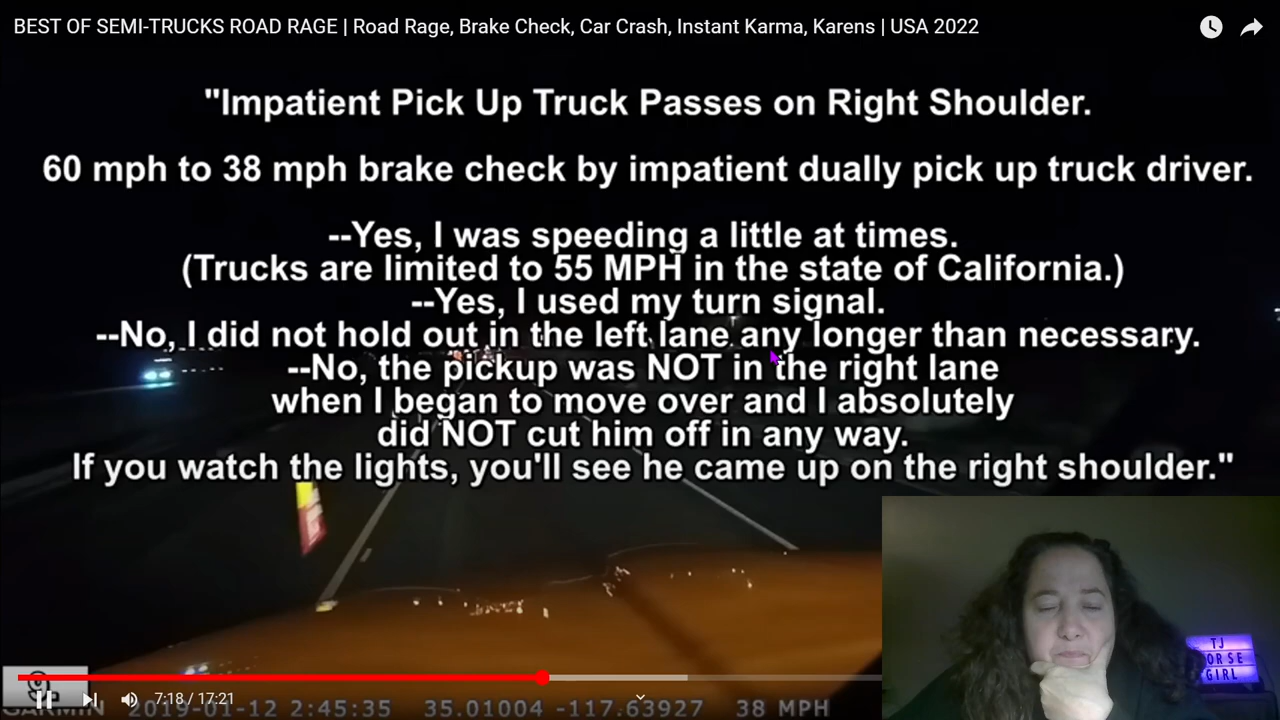 BEST OF SEMI-TRUCKS ROAD RAGE | Road Rage, Brake Check, Car Crash, Instant Karma, Karens | USA 2022
"Impatient Pick Up Truck Passes on Right Shoulder.
60 mph to 38 mph brake check by impatient dually pick up truck driver.
--Yes, I was speeding a little at times.
(Trucks are limited to 55 MPH in the state of California.)
--Yes, I used my turn signal.
--No, I did not hold out in the left lane any longer than necessary.
--No, the pickup was NOT in the right lane
when I began to move over and I absolutely
did NOT cut him off in any way.
If you watch the lights, you'll see he came up on the right shoulder."
TJ
ORSE
GIRL
7:18 / 17:21
GARMIN 2019-01-12 2:45:35 35.01004 -117.63927 38 MPH